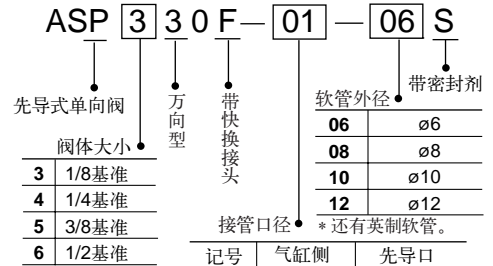 ASP 3 3 0 F — 01 — 06 S
先导式单向阀
万向型
带快换接头
带密封剂
软管外径
06 ø6
08 ø8
10 ø10
12 ø12
*还有英制软管。
阀体大小
3 1/8基准
4 1/4基准
5 3/8基准
6 1/2基准
接管口径
记号 气缸侧 先导口